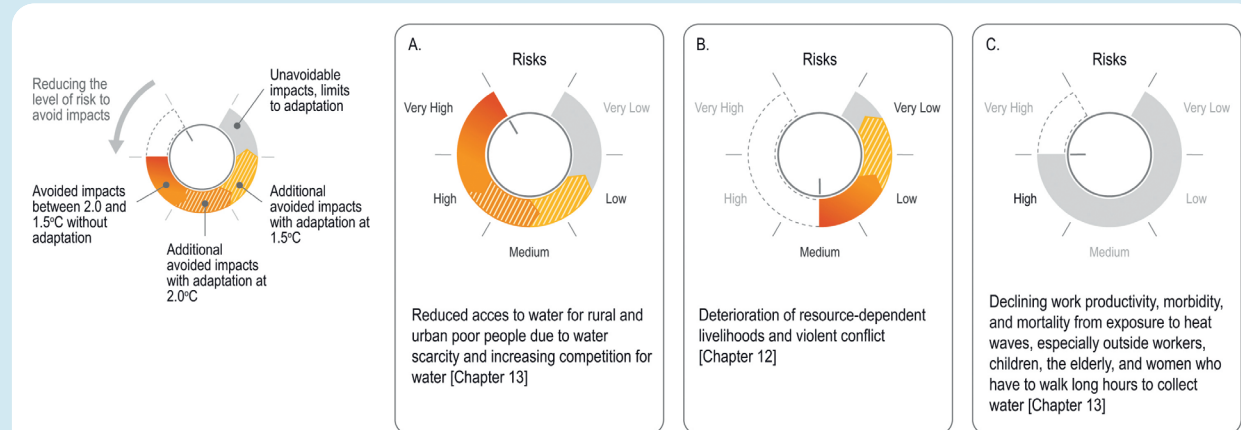 Reducing the
level of risk to
avoid impacts
Unavoidable
impacts, limits
to adaptation
Avoided impacts
between 2.0 and
1.5ºC without
adaptation
Additional
avoided impacts
with adaptation at
2.0ºC
Additional
avoided impacts
with adaptation at
1.5ºC
A.
Risks
Very High
Very Low
High
Low
Medium
Reduced acces to water for rural and
urban poor people due to water
scarcity and increasing competition for
water [Chapter 13]
B.
Risks
Very High
Very Low
High
Low
Medium
Deterioration of resource-dependent
livelihoods and violent conflict
[Chapter 12]
C.
Risks
Very High
Very Low
High
Low
Medium
Declining work productivity, morbidity,
and mortality from exposure to heat
waves, especially outside workers,
children, the elderly, and women who
have to walk long hours to collect
water [Chapter 13]